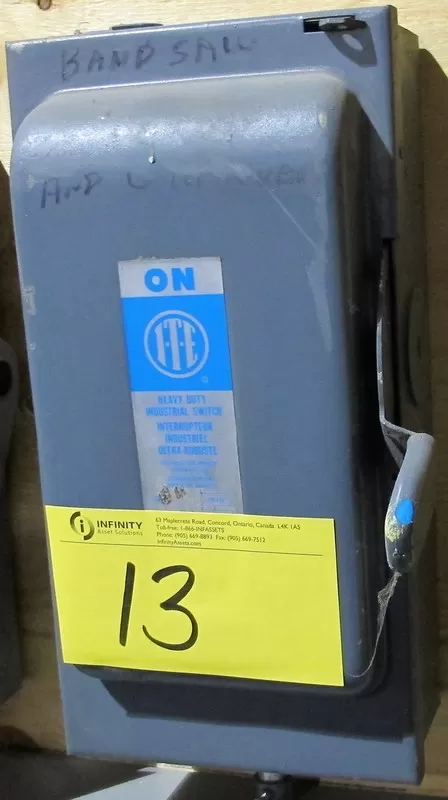 BAND SAW
AND
ON
I-T-E
®
HEAVY DUTY
INDUSTRIAL SWITCH
INTERRUPTEUR
INDUSTRIEL
ULTRA-ROBUSTE
INFINITY
Asset Solutions
63 Maplecrete Road, Concord, Ontario, Canada L4K 1A5
Toll-free: 1-866-INFASSETS
Phone: (905) 669-8893 Fax: (905) 669-7512
InfinityAssets.com
13